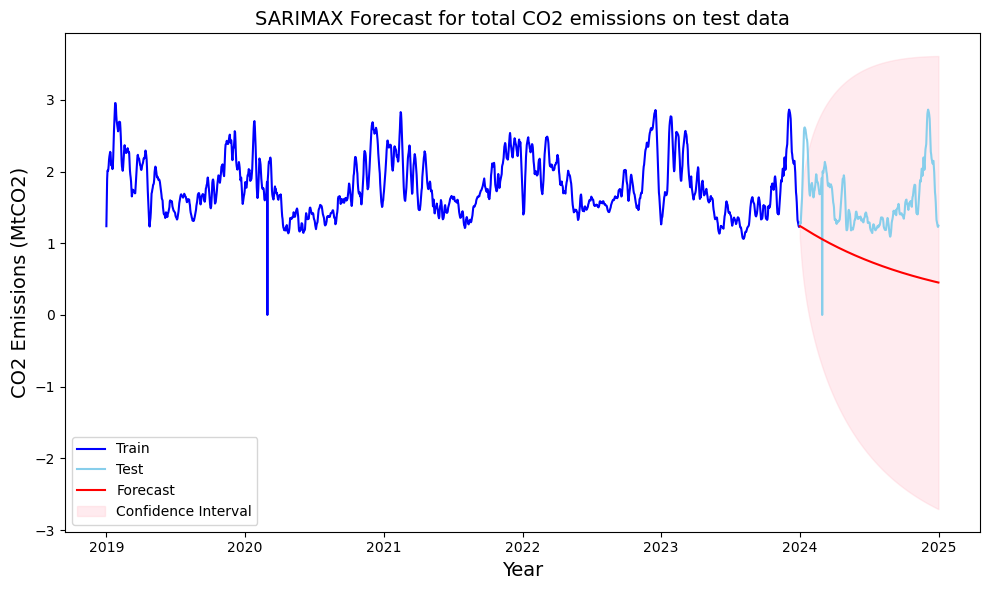 SARIMAX Forecast for total CO2 emissions on test data
CO2 Emissions (MtCO2)
3
2
1
0
−1
−2
−3
Train
Test
Forecast
Confidence Interval
2019 2020 2021 2022 2023 2024 2025
Year